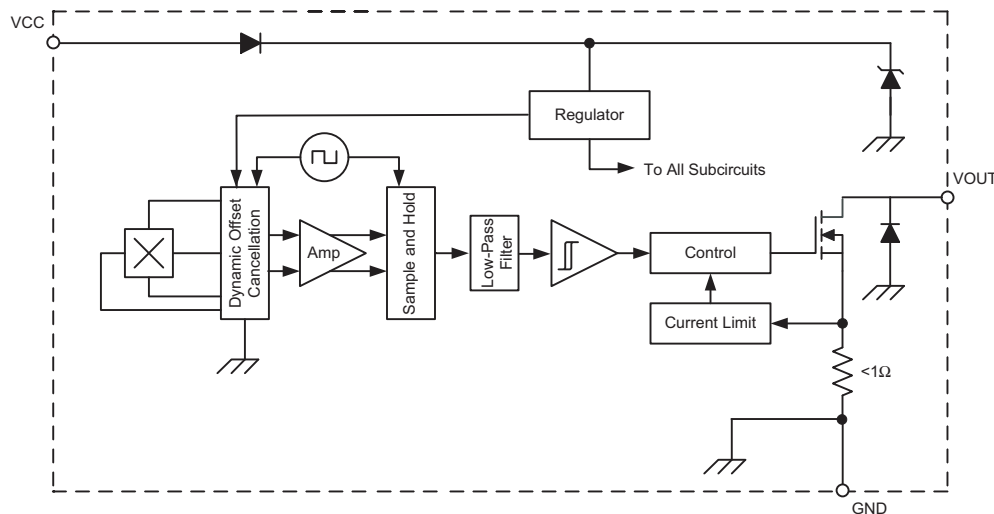 VCC
Regulator
To All Subcircuits
VOUT
Dynamic Offset
Cancellation
Amp
Sample and Hold
Low-Pass
Filter
Control
Current Limit
<1Ω
GND